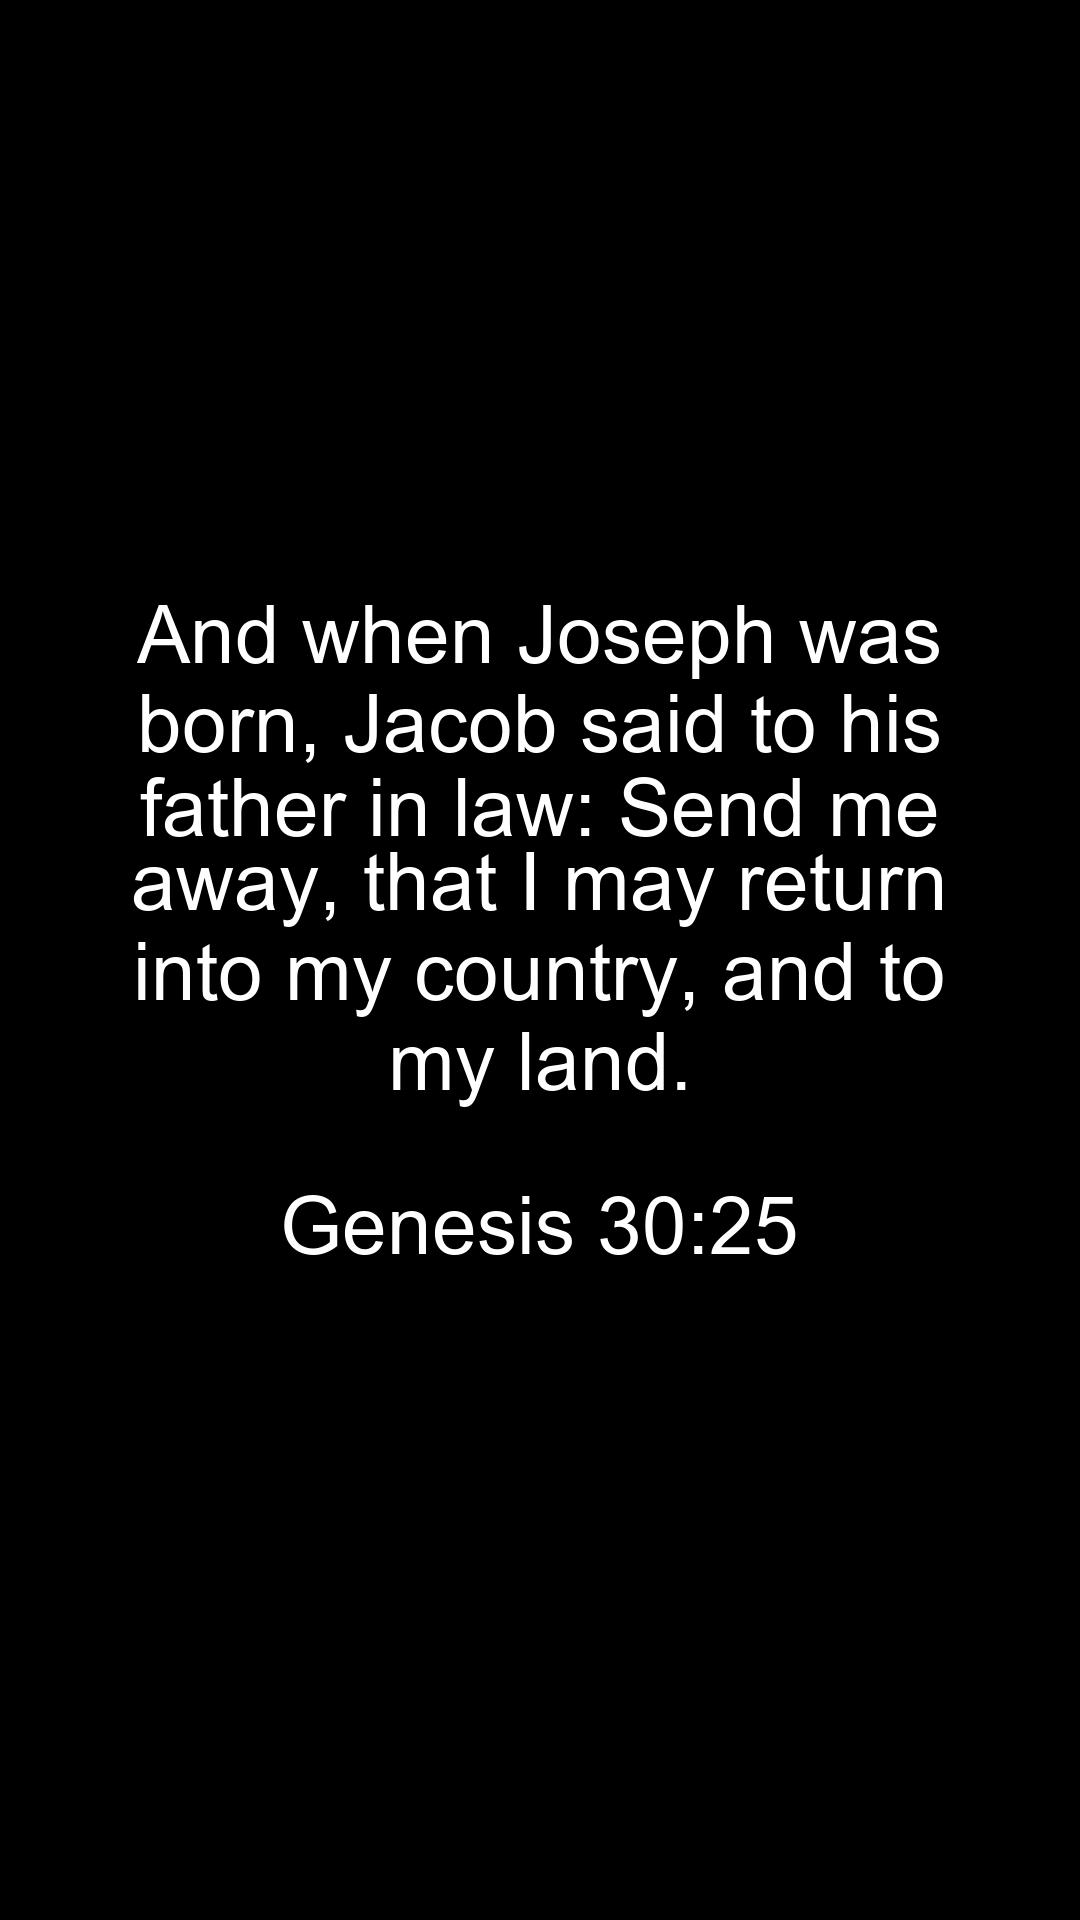 And when Joseph was
born, Jacob said to his
father in law: Send me
away, that I may return
into my country, and to
my land.
Genesis 30:25